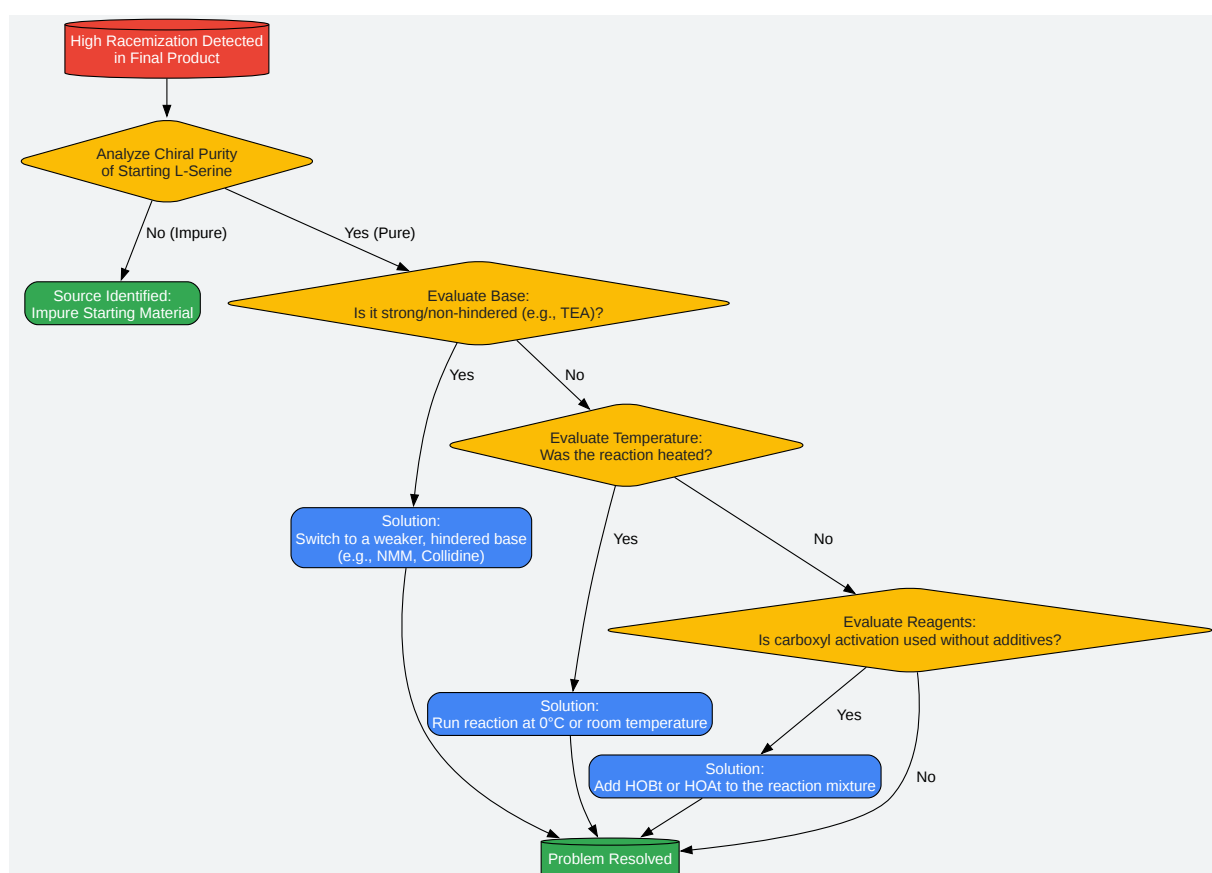 High Racemization Detected
in Final Product
Analyze Chiral Purity
of Starting L-Serine
No (Impure)
Yes (Pure)
Source Identified:
Impure Starting Material
Evaluate Base:
Is it strong/non-hindered (e.g., TEA)?
Yes
No
Evaluate Temperature:
Was the reaction heated?
Solution:
Switch to a weaker, hindered base
(e.g., NMM, Collidine)
Yes
No
Evaluate Reagents:
Is carboxyl activation used without additives?
Solution:
Run reaction at 0°C or room temperature
Yes
Solution:
Add HOBt or HOAt to the reaction mixture
No
Problem Resolved